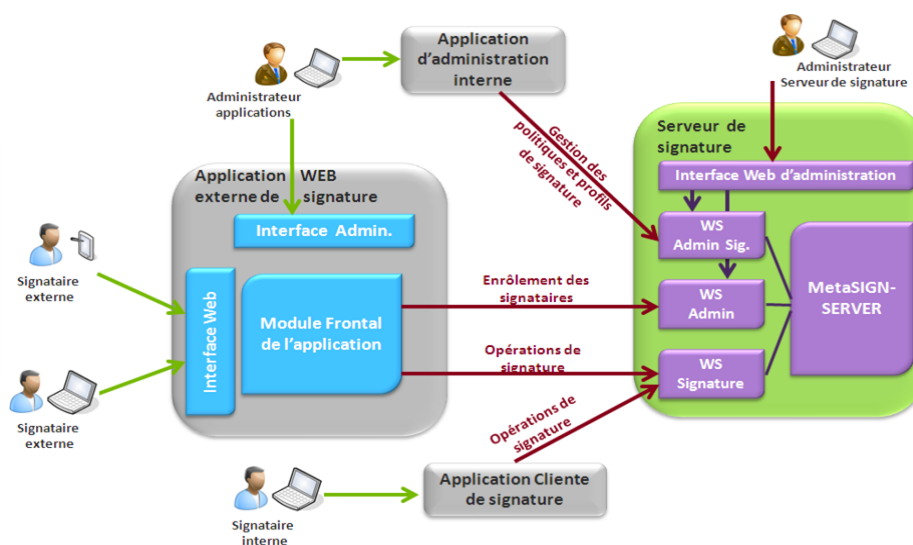 Application
d'administration
interne
Administrateur
applications
Administrateur
Serveur de signature
Gestion des
politiques et profils
de signature
Serveur de
signature
Interface Web d'administration
Application WEB
externe de signature
Interface Admin.
WS
Admin Sig.
Signataire
externe
Interface Web
Module Frontal
de l'application
Enrôlement des
signataires
WS
Admin
MetaSIGN-
SERVER
Opérations de
signature
WS
Signature
Signataire
externe
Opérations de
signature
Application Cliente
de signature
Signataire
interne